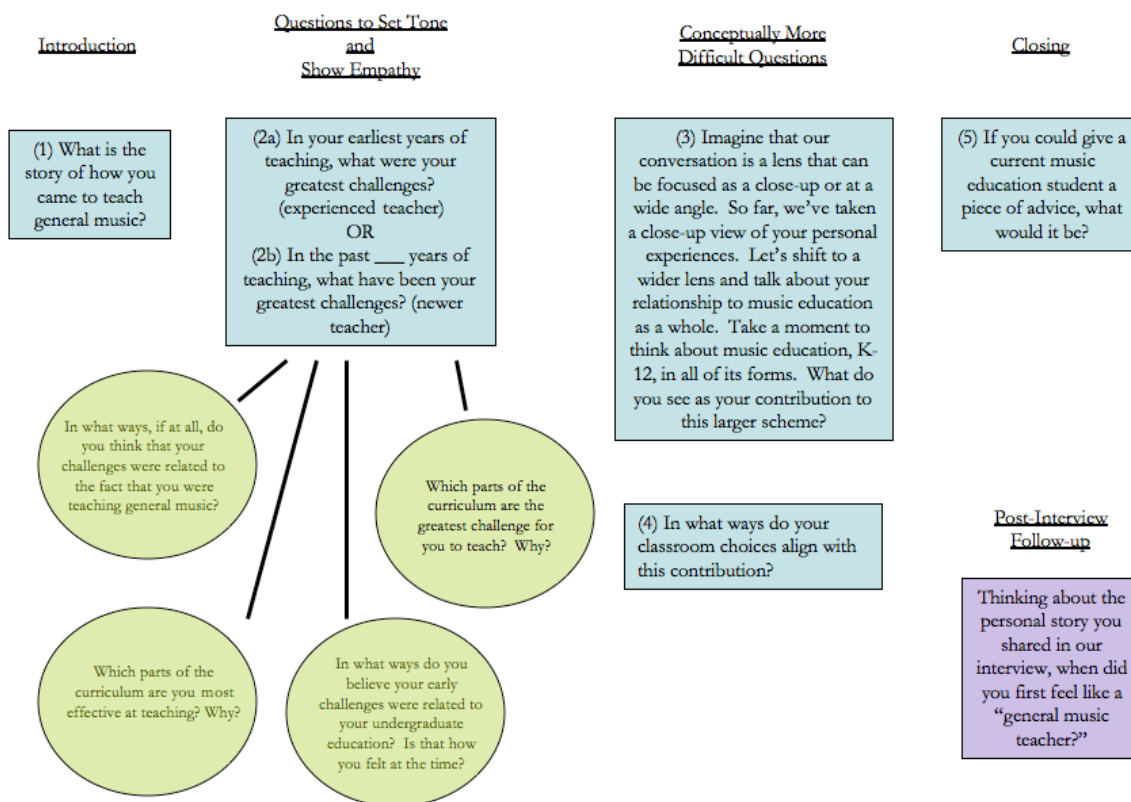 Introduction
Questions to Set Tone
and
Show Empathy
Conceptually More
Difficult Questions
Closing
(1) What is the
story of how you
came to teach
general music?
(2a) In your earliest years of
teaching, what were your
greatest challenges?
(experienced teacher)
OR
(2b) In the past ___ years of
teaching, what have been your
greatest challenges? (newer
teacher)
(3) Imagine that our
conversation is a lens that can
be focused as a close-up or at a
wide angle. So far, we've taken
a close-up view of your personal
experiences. Let's shift to a
wider lens and talk about your
relationship to music education
as a whole. Take a moment to
think about music education, K-
12, in all of its forms. What do
you see as your contribution to
this larger scheme?
(5) If you could give a
current music
education student a
piece of advice, what
would it be?
In what ways, if at all, do
you think that your
challenges were related to
the fact that you were
teaching general music?
Which parts of the
curriculum are the
greatest challenge for
you to teach? Why?
(4) In what ways do your
classroom choices align with
this contribution?
Post-Interview
Follow-up
Which parts of the
curriculum are you most
effective at teaching? Why?
In what ways do you
believe your early
challenges were related to
your undergraduate
education? Is that how
you felt at the time?
Thinking about the
personal story you
shared in our
interview, when did
you first feel like a
“general music
teacher?”